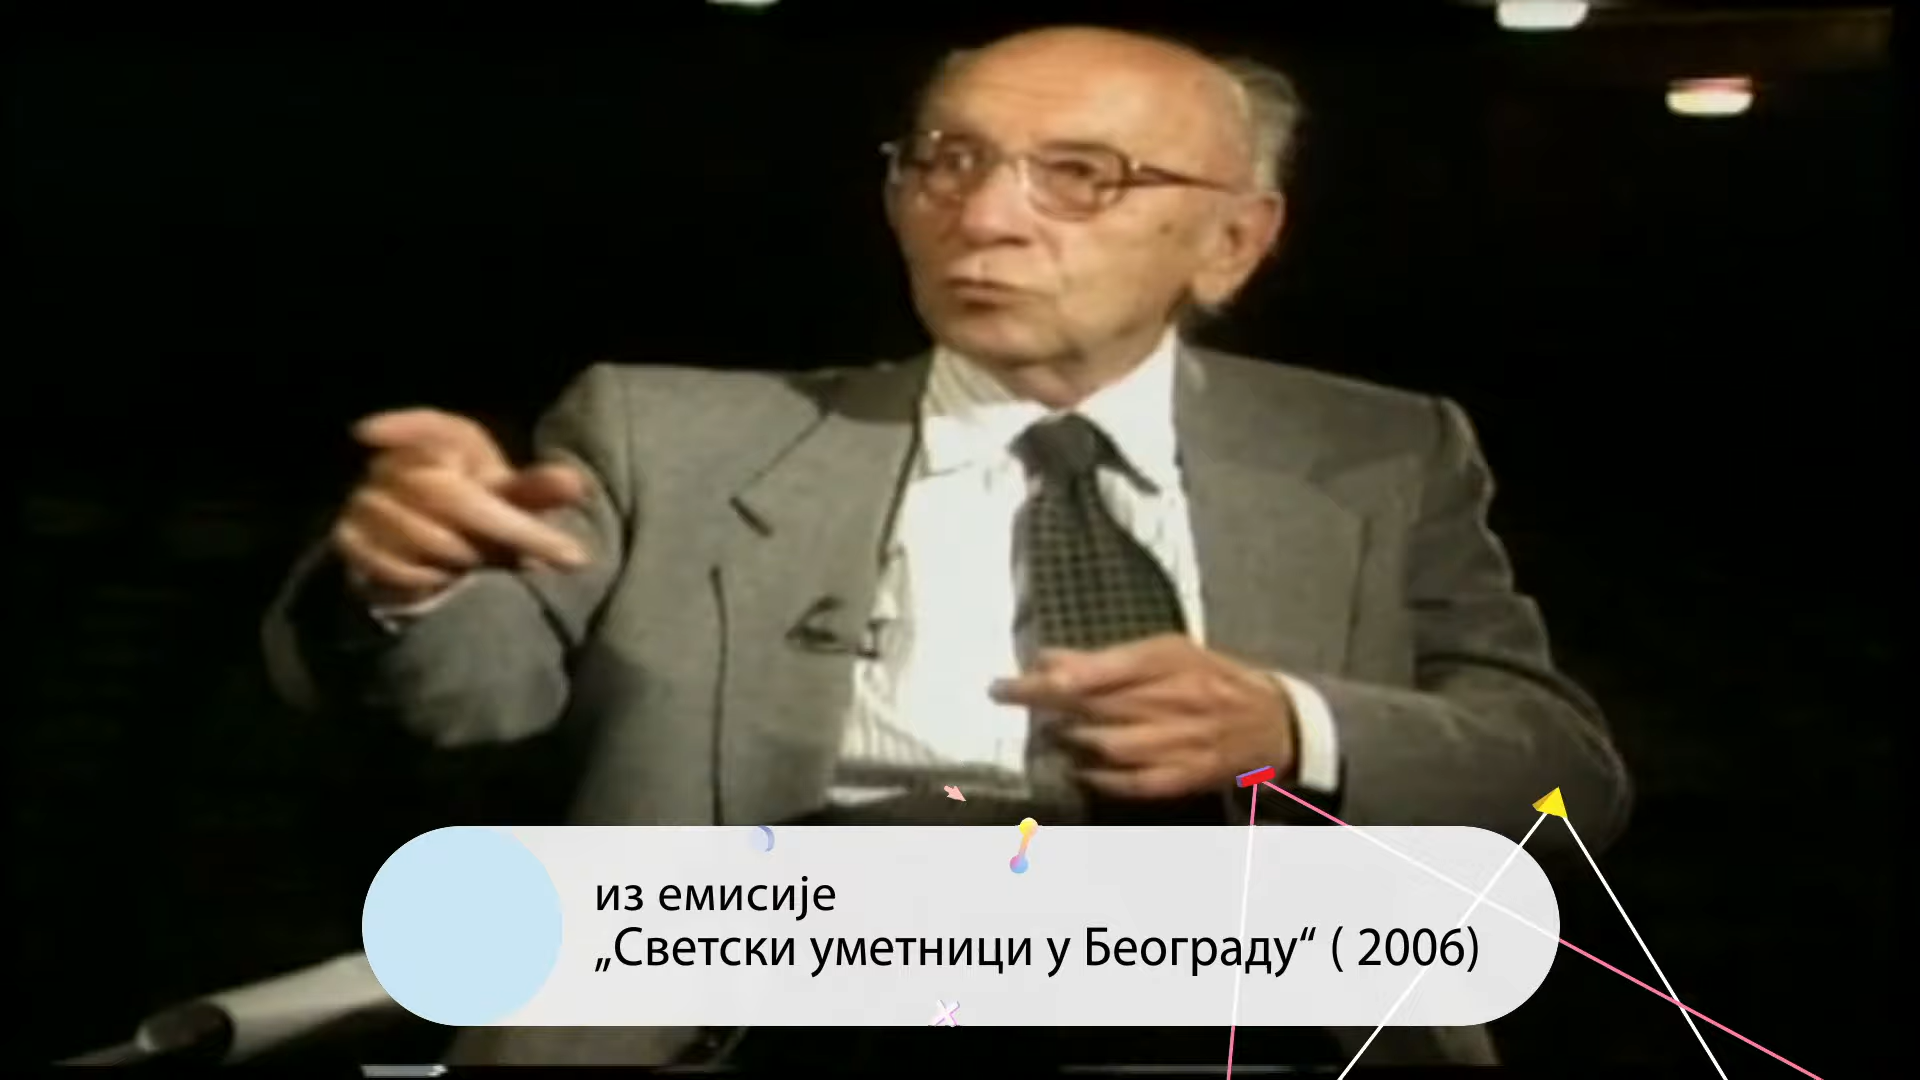 из емисије
„Светски уметници у Београду“ ( 2006)